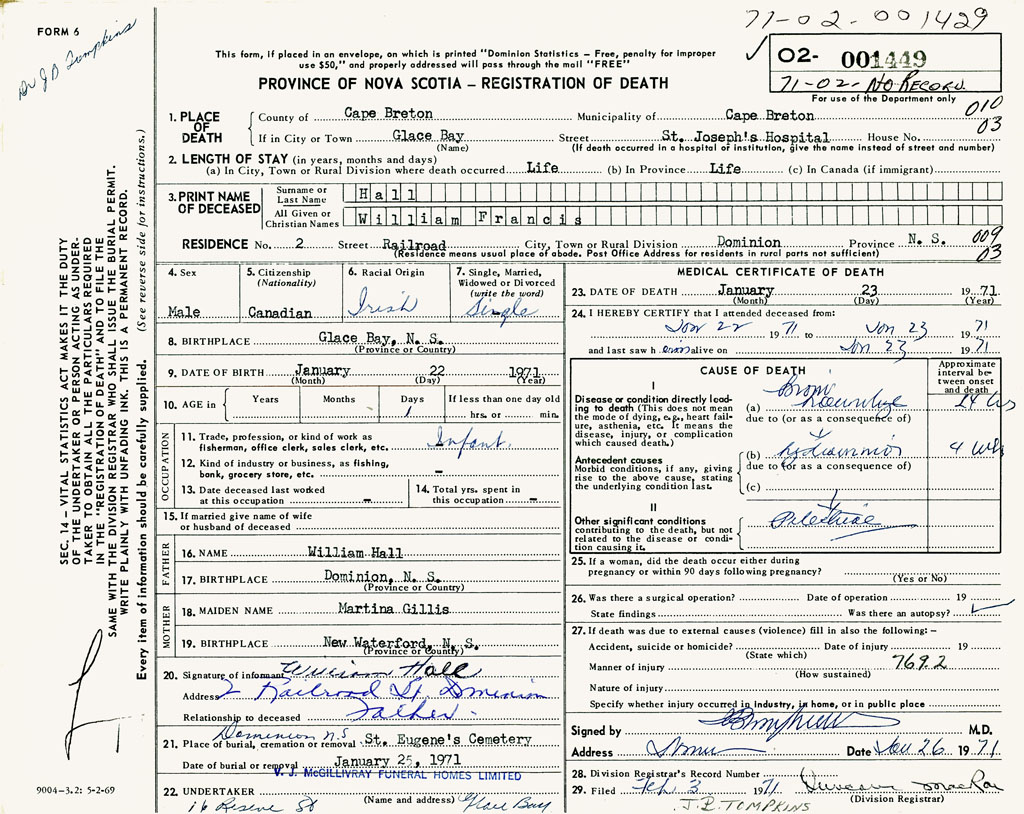 FORM 6
Dr J D Tompkins
71-02-001429
This form, if placed in an envelope, on which is printed "Dominion Statistics – Free, penalty for improper
use $50," and properly addressed will pass through the mail "FREE"
PROVINCE OF NOVA SCOTIA – REGISTRATION OF DEATH
02- 001449
71-02- NO RECORD
For use of the Department only
010
03
1. PLACE OF DEATH
County of Cape Breton Municipality of Cape Breton
If in City or Town Glace Bay Street St. Joseph's Hospital House No.
(Name) (If death occurred in a hospital or institution, give the name instead of street and number)
2. LENGTH OF STAY (in years, months and days)
(a) In City, Town or Rural Division where death occurred Life (b) In Province Life (c) In Canada (if immigrant)
3. PRINT NAME OF DECEASED
Surname or Last Name Hall
All Given or Christian Names William Francis
RESIDENCE No. 2 Street Railroad City, Town or Rural Division Dominion Province N. S. 009
03
(Residence means usual place of abode. Post Office Address for residents in rural parts not sufficient)
4. Sex
Male
5. Citizenship
(Nationality)
Canadian
6. Racial Origin
Irish
7. Single, Married,
Widowed or Divorced
(write the word)
Single
8. BIRTHPLACE Glace Bay, N. S.
(Province or Country)
9. DATE OF BIRTH January 22 1971
(Month) (Day) (Year)
10. AGE in Years Months Days If less than one day
1 hrs. or min.
OCCUPATION
11. Trade, profession, or kind of work as
fisherman, office clerk, sales clerk, etc. Infant
12. Kind of industry or business, as fishing,
bank, grocery store, etc. –
13. Date deceased last worked
at this occupation –
14. Total yrs. spent in
this occupation –
15. If married give name of wife
or husband of deceased
FATHER
16. NAME William Hall
17. BIRTHPLACE Dominion, N. S.
(Province or Country)
MOTHER
18. MAIDEN NAME Martina Gillis
19. BIRTHPLACE New Waterford, N. S.
(Province or Country)
20. Signature of informant William Hall
Address 2 Railroad St. Dominion
Relationship to deceased Father
Dominion N S
21. Place of burial, cremation or removal St. Eugene's Cemetery
Date of burial or removal January 25, 1971
V. J. McGILLIVRAY FUNERAL HOMES LIMITED
22. UNDERTAKER (Name and address)
16 Reserve St Glace Bay
MEDICAL CERTIFICATE OF DEATH
23. DATE OF DEATH January 23 1971
(Month) (Day) (Year)
24. I HEREBY CERTIFY that I attended deceased from:
Jan 22 1971 to Jan 23 1971
and last saw him alive on Jan 23 1971
CAUSE OF DEATH
Approximate
interval be-
tween onset
and death
I
Disease or condition directly lead-
ing to death (This does not mean
the mode of dying, e.g., heart fail-
ure, asthenia, etc. It means the
disease, injury, or complication
which caused death.)
(a)
due to (or as a consequence of)
Antecedent causes
Morbid conditions, if any, giving
rise to the above cause, stating
the underlying condition last.
(b)
due to (or as a consequence of)
(c)
II
Other significant conditions
contributing to the death, but not
related to the disease or condi-
tion causing it.
25. If a woman, did the death occur either during
pregnancy or within 90 days following pregnancy?
(Yes or No)
26. Was there a surgical operation? Date of operation 19
State findings Was there an autopsy?
27. If death was due to external causes (violence) fill in also the following: –
Accident, suicide or homicide? Date of injury 19
(State which)
Manner of injury 769.2
(How sustained)
Nature of injury
Specify whether injury occurred in industry, in home, or in public place
Signed by M.D.
Address Date Jan 26 1971
28. Division Registrar's Record Number
29. Filed Feb 3 1971 Duncan MacRae
(Division Registrar)
J. B. TOMPKINS
SEC. 14 – VITAL STATISTICS ACT MAKES IT THE DUTY
OF THE UNDERTAKER OR PERSON ACTING AS UNDER-
TAKER TO OBTAIN ALL THE PARTICULARS REQUIRED
IN THE "REGISTRATION OF DEATH" AND TO FILE THE
SAME WITH THE DIVISION REGISTRAR WHO SHALL ISSUE THE BURIAL PERMIT.
WRITE PLAINLY WITH UNFADING INK. THIS IS A PERMANENT RECORD.
Every item of information should be carefully supplied. (See reverse side for instructions.)
9004-3.2: 5-2-69